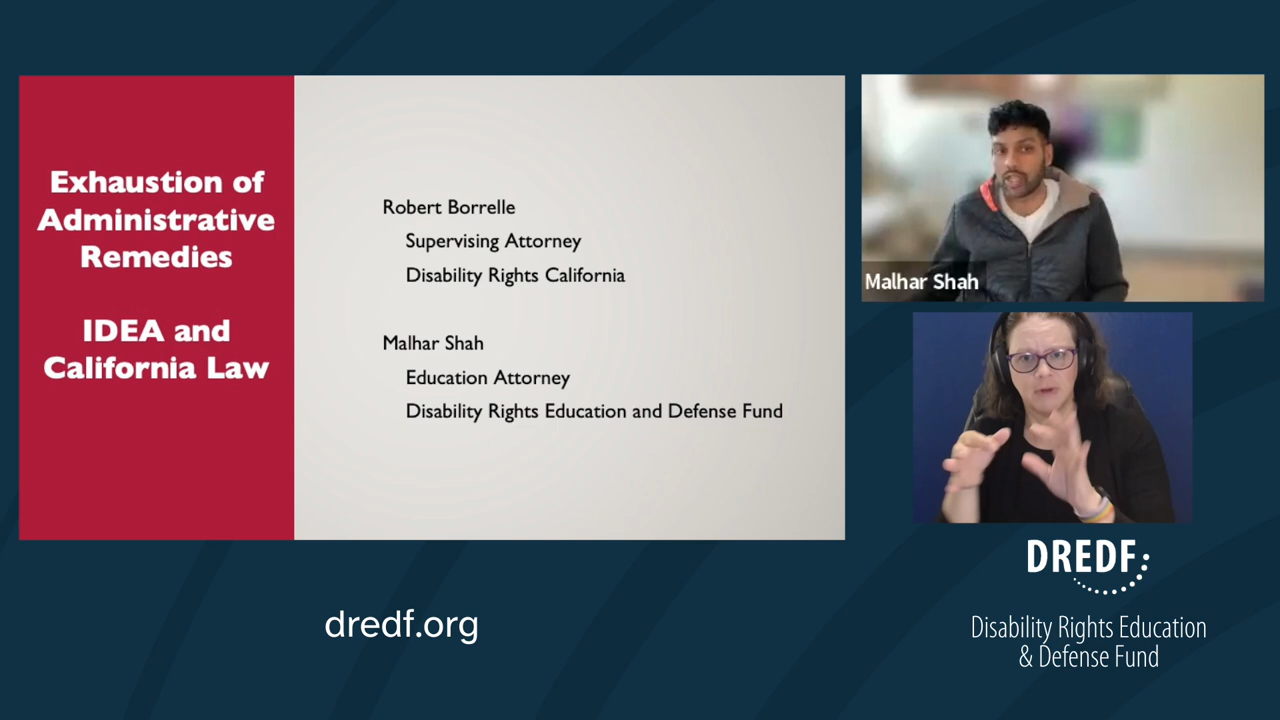 Exhaustion of
Administrative
Remedies
IDEA and
California Law
Robert Borrelle
Supervising Attorney
Disability Rights California
Malhar Shah
Education Attorney
Disability Rights Education and Defense Fund
Malhar Shah
DREDF
Disability Rights Education
& Defense Fund
dredf.org